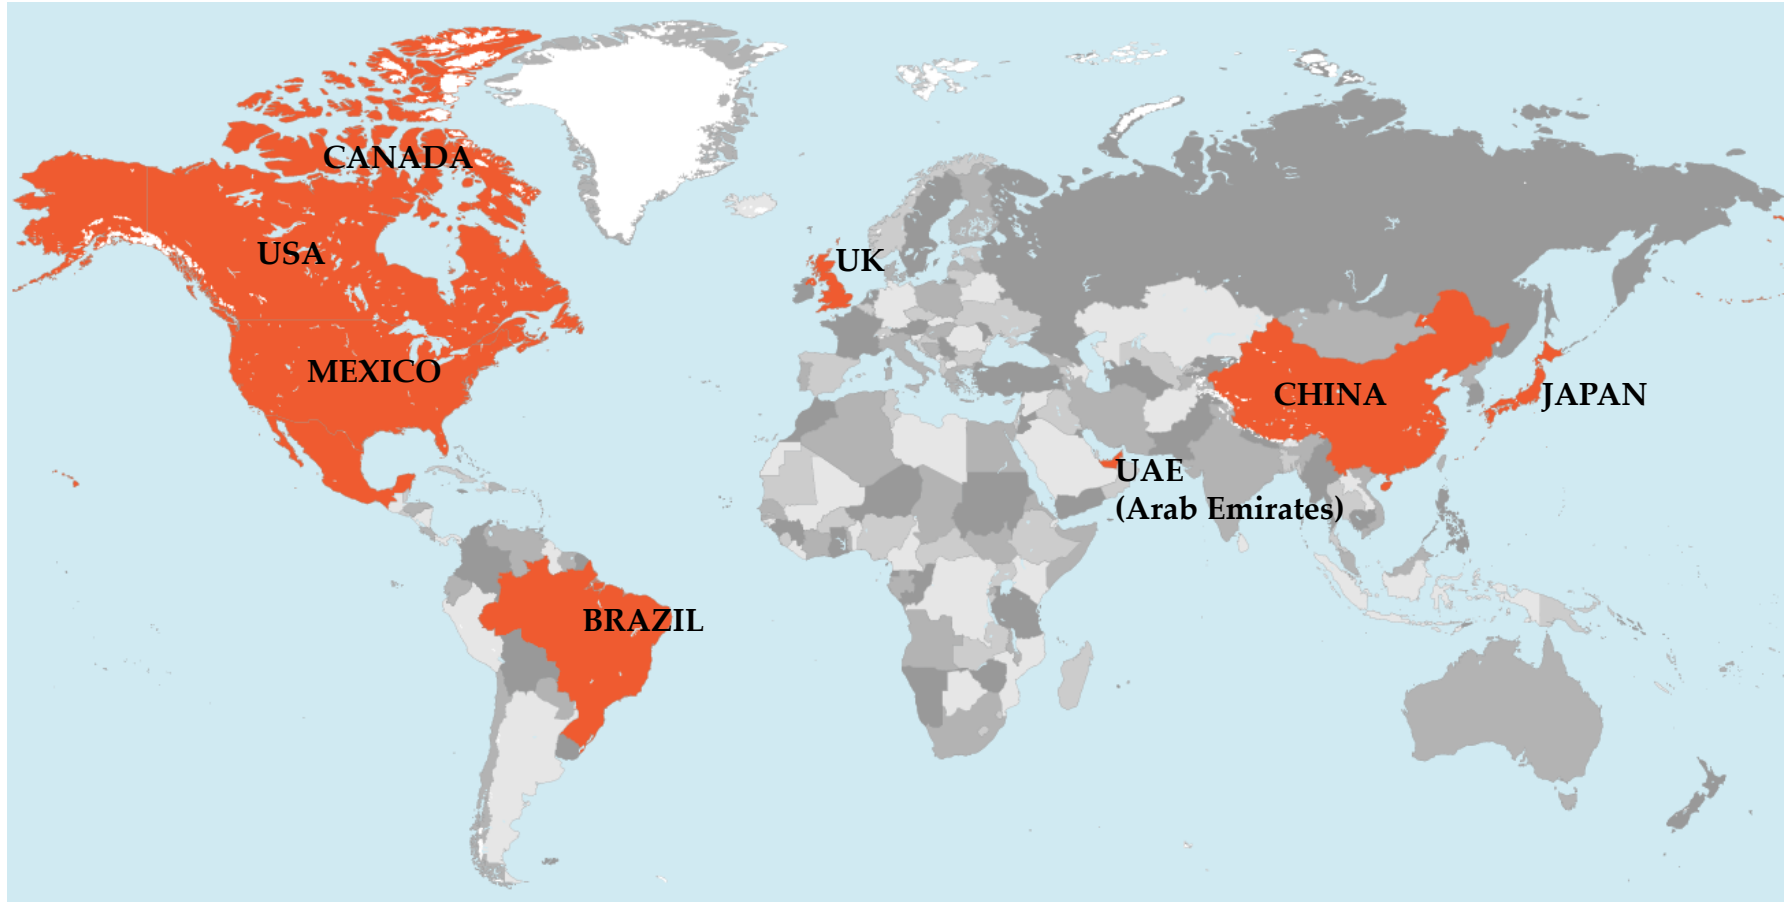 CANADA
USA
UK
MEXICO
CHINA
JAPAN
UAE
(Arab Emirates)
BRAZIL